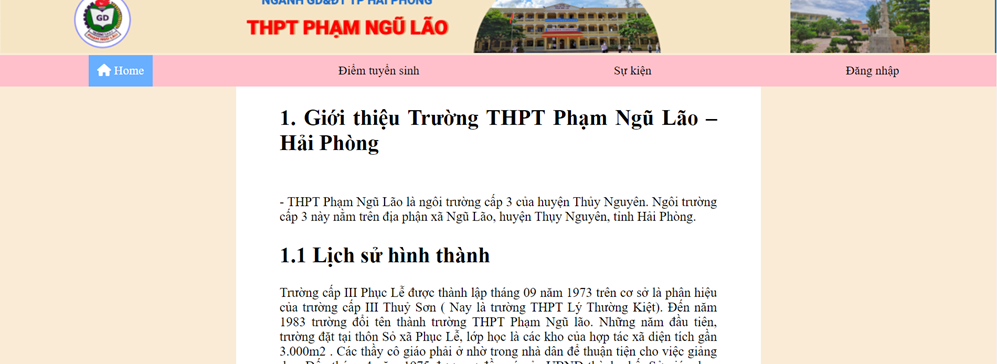 NGÀNH GD&ĐT TP HẢI PHÒNG
THPT PHẠM NGŨ LÃO
GD
Home
Điểm tuyển sinh
Sự kiện
Đăng nhập
1. Giới thiệu Trường THPT Phạm Ngũ Lão –
Hải Phòng
- THPT Phạm Ngũ Lão là ngôi trường cấp 3 của huyện Thủy Nguyên. Ngôi trường
cấp 3 này nằm trên địa phận xã Ngũ Lão, huyện Thụy Nguyên, tỉnh Hải Phòng.
1.1 Lịch sử hình thành
Trường cấp III Phục Lễ được thành lập tháng 09 năm 1973 trên cơ sở là phân hiệu
của trường cấp III Thuỷ Sơn ( Nay là trường THPT Lý Thường Kiệt). Đến năm
1983 trường đổi tên thành trường THPT Phạm Ngũ lão. Những năm đầu tiên,
trường đặt tại thôn Sỏ xã Phục Lễ, lớp học là các kho của hợp tác xã diện tích gần
3.000m2 . Các thầy cô giáo phải ở nhờ trong nhà dân để thuận tiện cho việc giảng